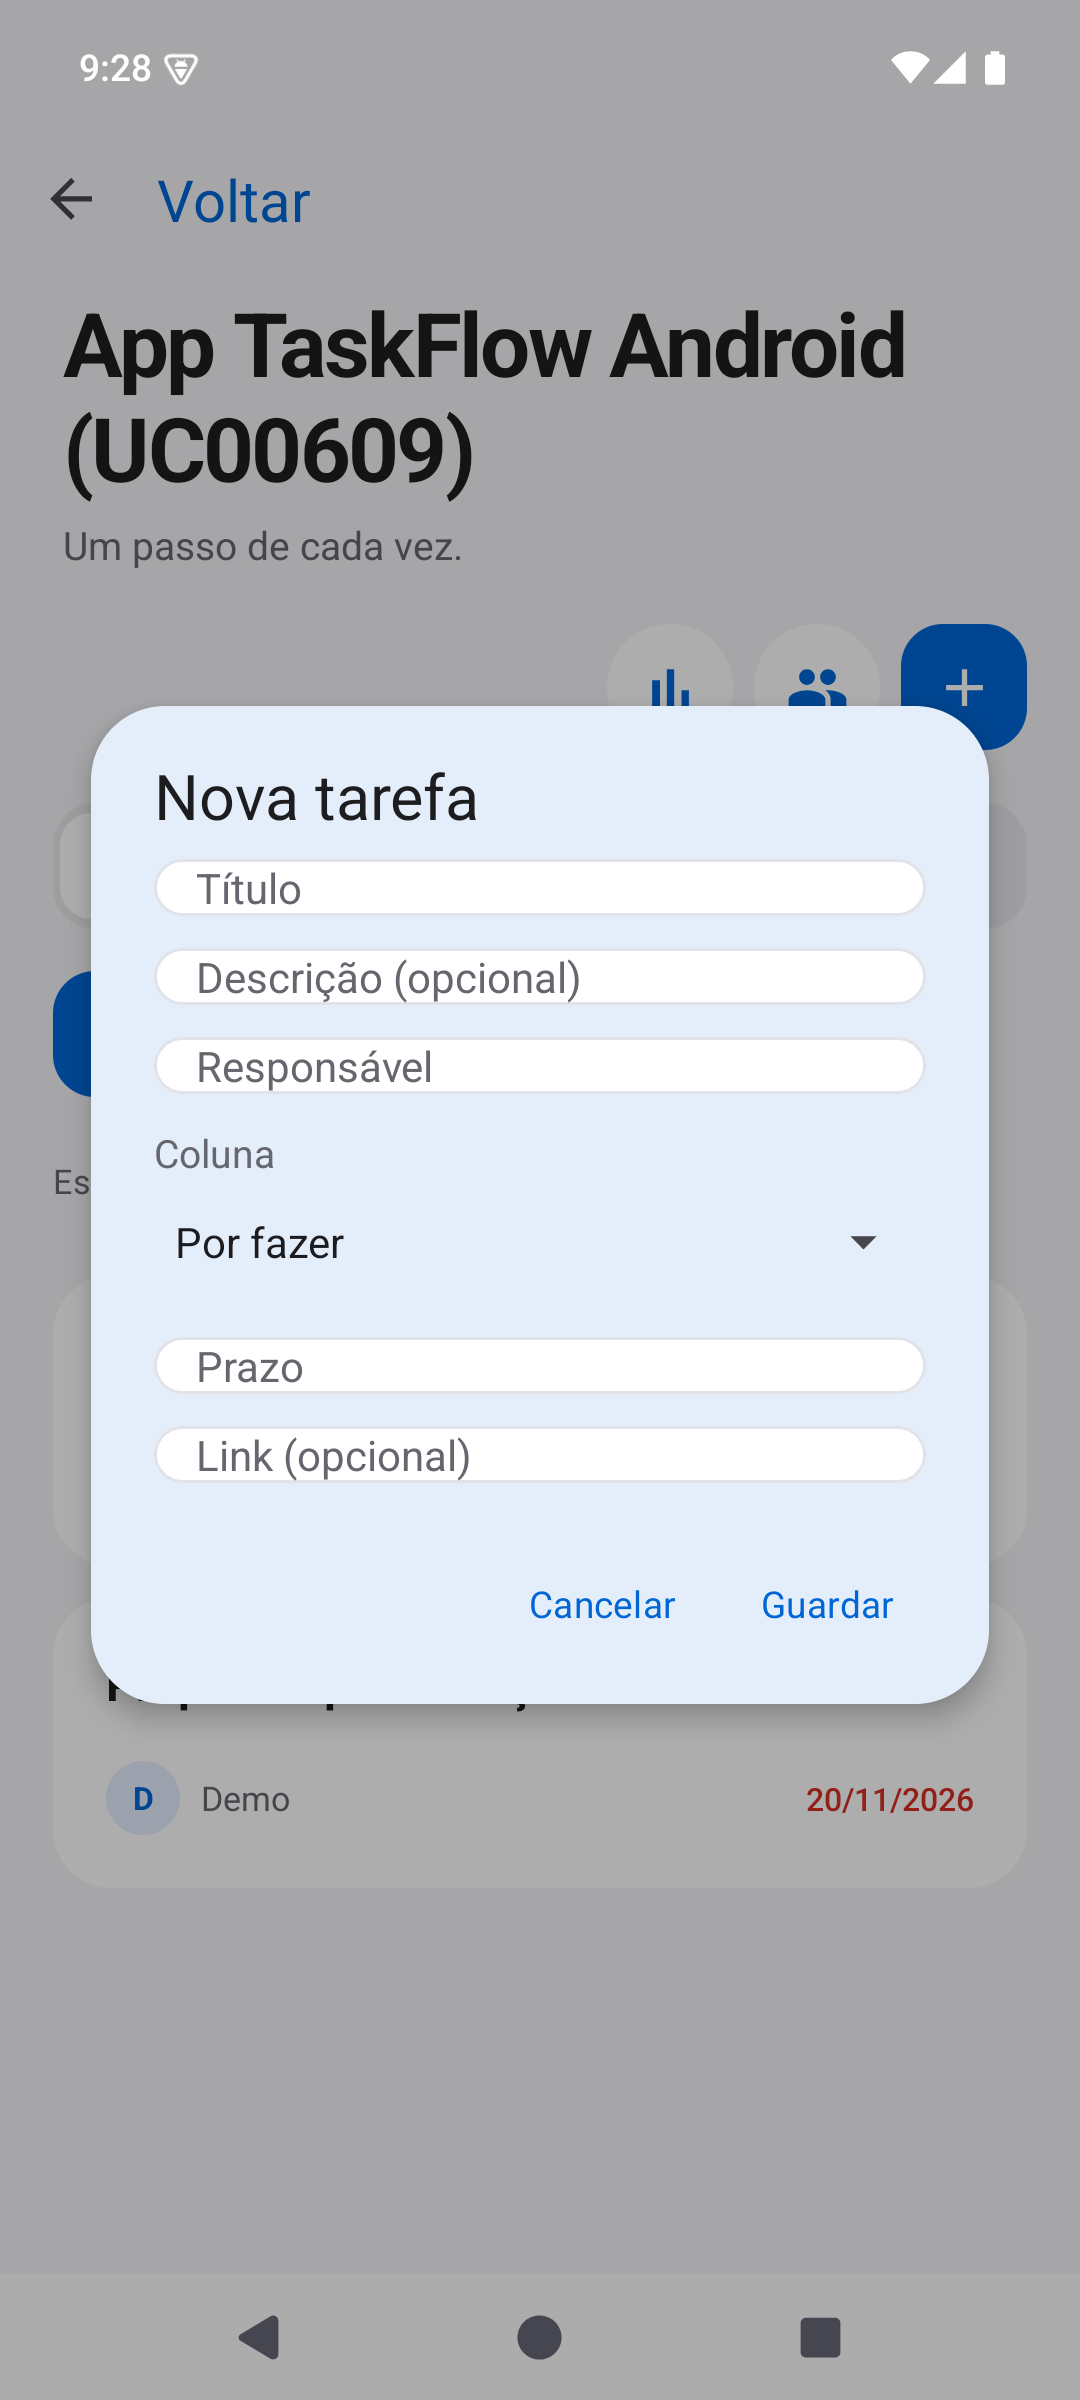 9:28
Voltar
App TaskFlow Android
(UC00609)
Um passo de cada vez.
Nova tarefa
Título
Descrição (opcional)
Responsável
Coluna
Es
Por fazer
Prazo
Link (opcional)
Cancelar
Guardar
D
Demo
20/11/2026